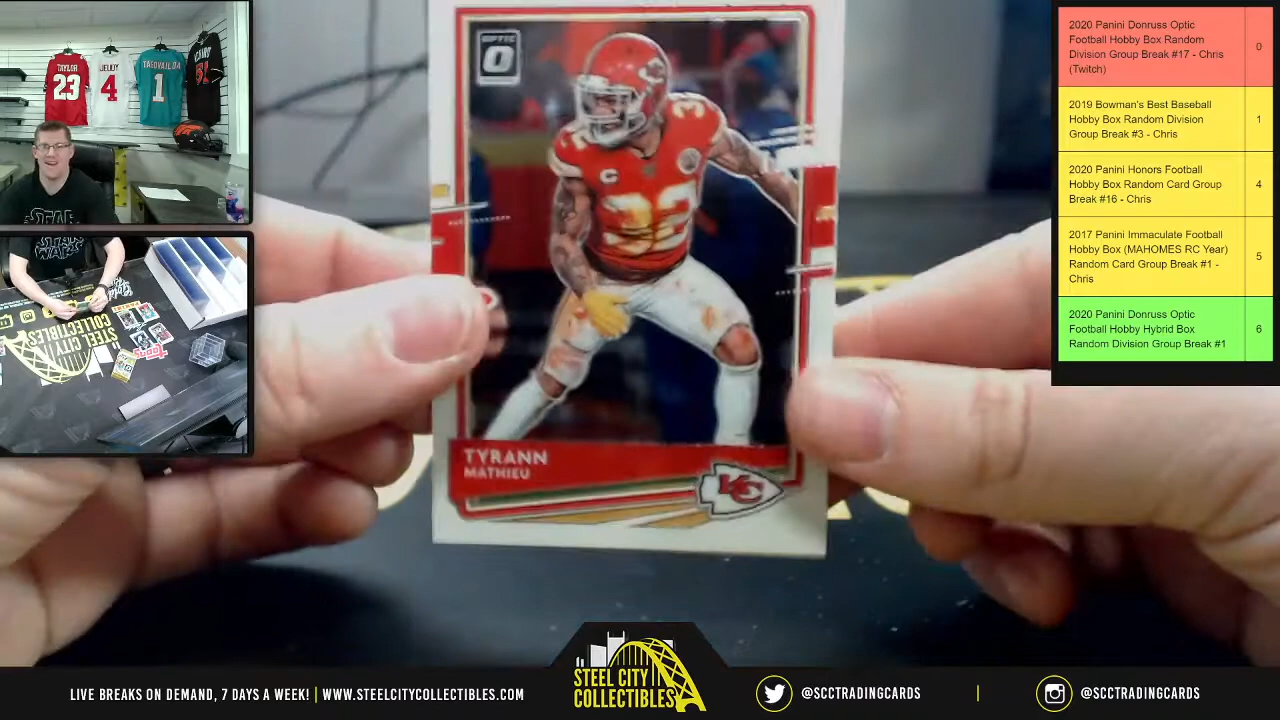 TAYLOR
23
4
TAGOVAILOA
1
51
STAR
WARS
STEEL CITY
COLLECTIBLES
OPTIC
O
C
32
TYRANN
MATHIEU
KC
2020 Panini Donruss Optic
Football Hobby Box Random
Division Group Break #17 - Chris
(Twitch)
0
2019 Bowman's Best Baseball
Hobby Box Random Division
Group Break #3 - Chris
1
2020 Panini Honors Football
Hobby Box Random Card Group
Break #16 - Chris
4
2017 Panini Immaculate Football
Hobby Box (MAHOMES RC Year)
Random Card Group Break #1 -
Chris
5
2020 Panini Donruss Optic
Football Hobby Hybrid Box
Random Division Group Break #1
6
LIVE BREAKS ON DEMAND, 7 DAYS A WEEK! | WWW.STEELCITYCOLLECTIBLES.COM
STEEL CITY
COLLECTIBLES
@SCCTRADINGCARDS
@SCCTRADINGCARDS